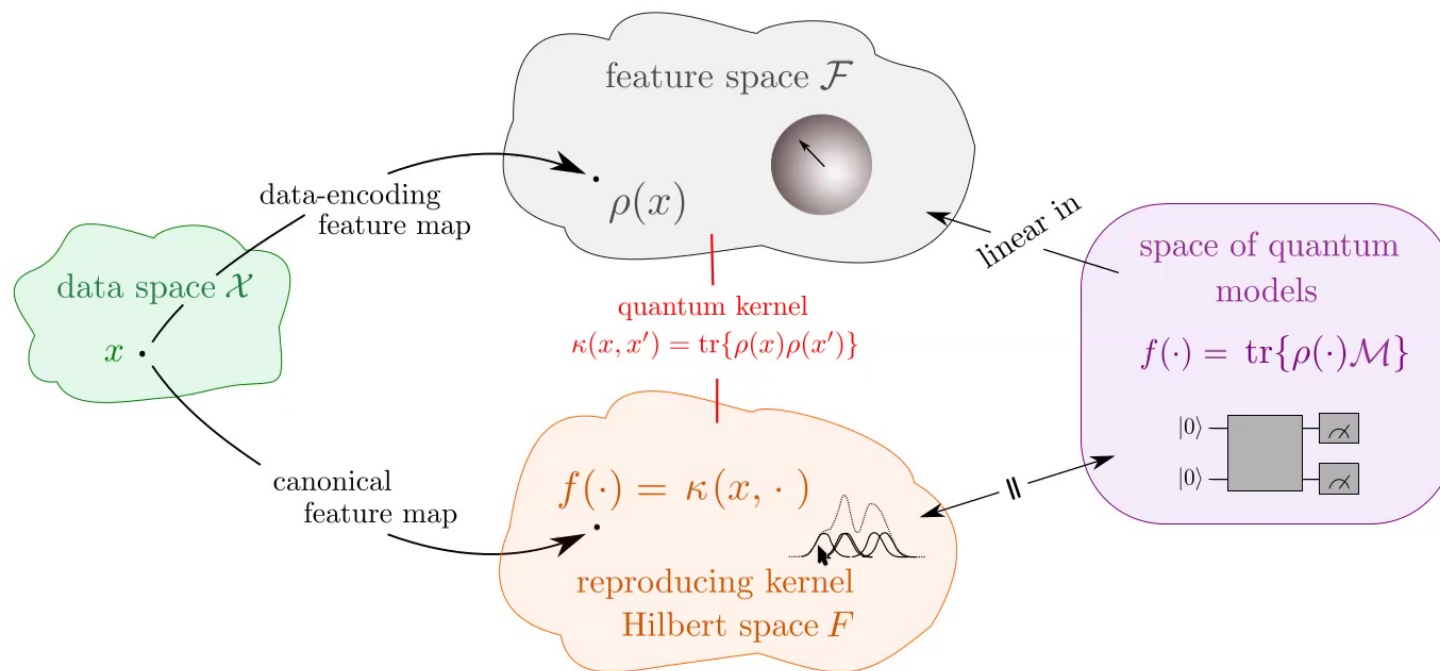 feature space ℱ
ρ(x)
data-encoding
feature map
linear in
data space 𝒳
x
space of quantum
models
f(·) = tr{ρ(·)ℳ}
|0⟩
|0⟩
quantum kernel
κ(x, x′) = tr{ρ(x)ρ(x′)}
canonical
feature map
=
f(·) = κ(x, · )
reproducing kernel
Hilbert space F